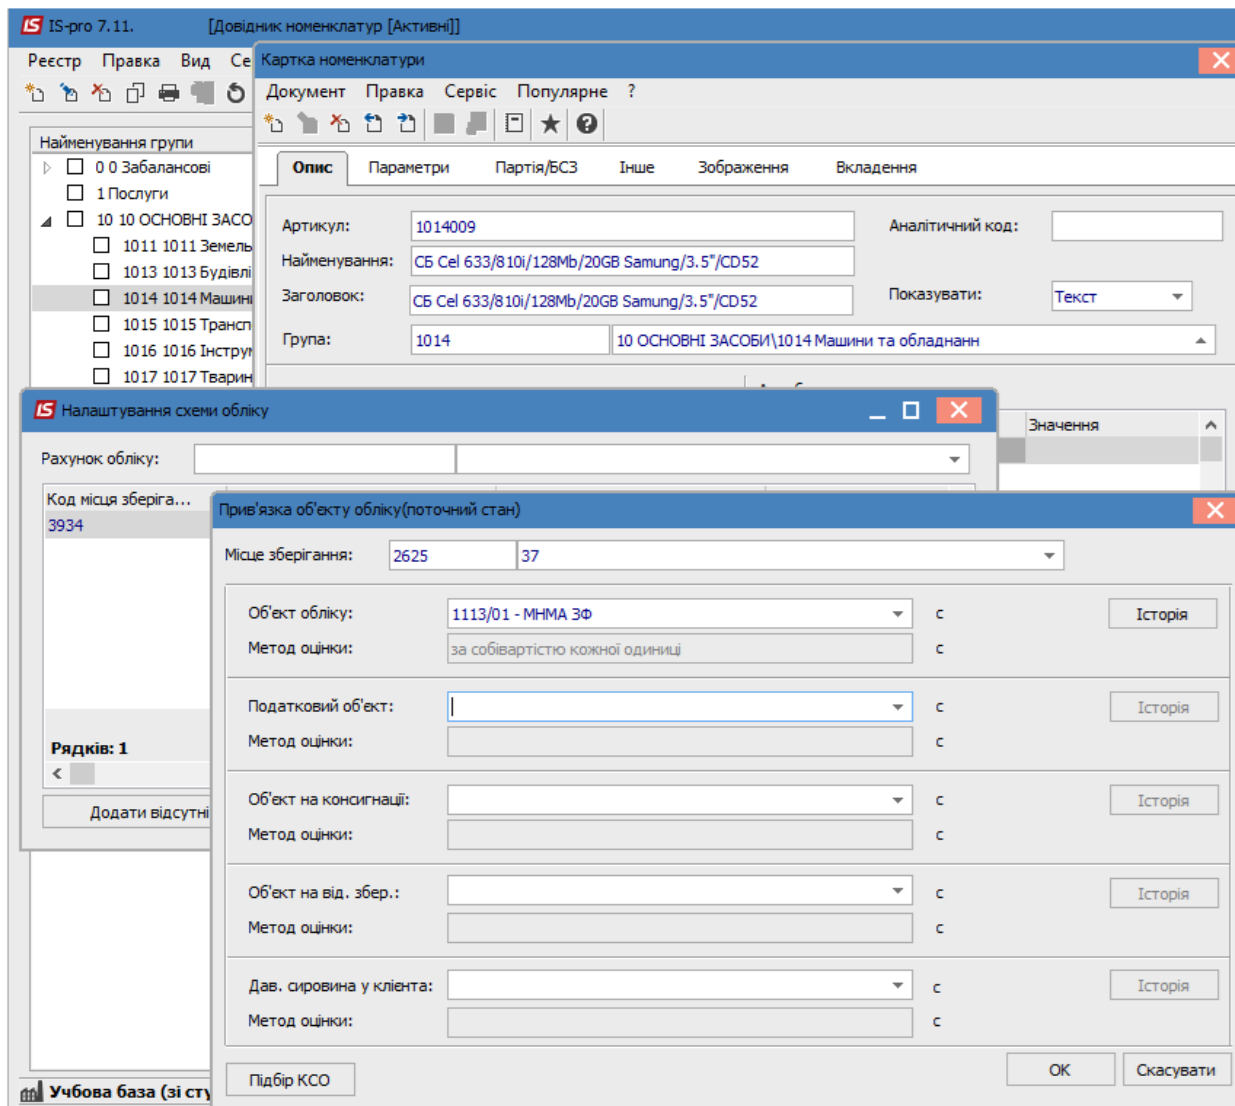 IS IS-pro 7.11. [Довідник номенклатур [Активні]]
Реєстр Правка Вид Се
Картка номенклатури
Документ Правка Сервіс Популярне ?
Найменування групи
0 0 Забалансові
1 Послуги
10 10 ОСНОВНІ ЗАСО
1011 1011 Земель
1013 1013 Будівлі
1014 1014 Машини
1015 1015 Трансп
1016 1016 Інструм
1017 1017 Тварин
Опис Параметри Партія/БСЗ Інше Зображення Вкладення
Артикул: 1014009 Аналітичний код:
Найменування: СБ Cel 633/810i/128Mb/20GB Samung/3.5"/CD52
Заголовок: СБ Cel 633/810i/128Mb/20GB Samung/3.5"/CD52 Показувати: Текст
Група: 1014 10 ОСНОВНІ ЗАСОБИ\1014 Машини та обладнанн
Значення
IS Налаштування схеми обліку
Рахунок обліку:
Код місця зберіга...
3934
Рядків: 1
Додати відсутні
Прив'язка об'єкту обліку(поточний стан)
Місце зберігання: 2625 37
Об'єкт обліку: 1113/01 - МНМА ЗФ с Історія
Метод оцінки: за собівартістю кожної одиниці с
Податковий об'єкт: с Історія
Метод оцінки: с
Об'єкт на консигнації: с Історія
Метод оцінки: с
Об'єкт на від. збер.: с Історія
Метод оцінки: с
Дав. сировина у клієнта: с Історія
Метод оцінки: с
Підбір КСО OK Скасувати
Учбова база (зі сту